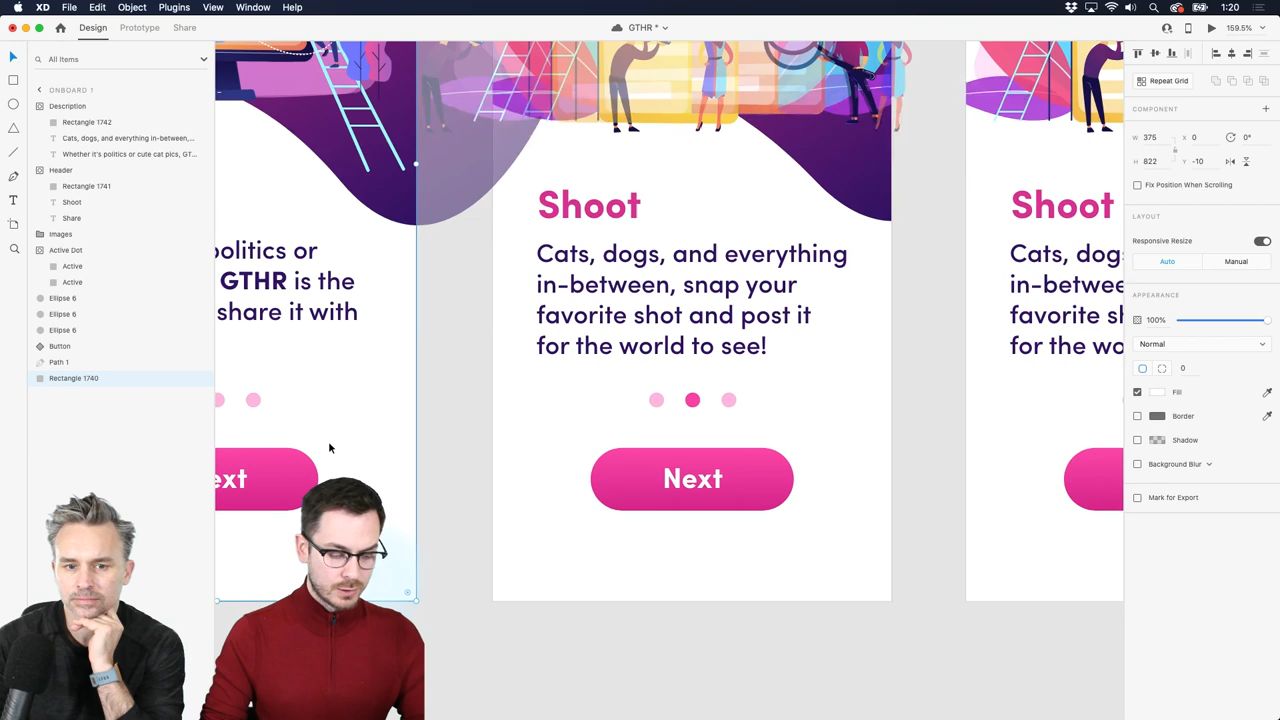 XD File Edit Object Plugins View Window Help
1:20
Design Prototype Share
GTHR *
159.5%
All Items
ONBOARD 1
Description
Rectangle 1742
Cats, dogs, and everything in-between,...
Whether it's politics or cute cat pics, GT...
Header
Rectangle 1741
Shoot
Share
Images
Active Dot
Active
Active
Ellipse 6
Ellipse 6
Ellipse 6
Button
Path 1
Rectangle 1740
politics or
GTHR is the
share it with
ext
Shoot
Cats, dogs, and everything
in-between, snap your
favorite shot and post it
for the world to see!
Next
Shoot
Cats, dog
in-betwee
favorite sh
for the wo
Repeat Grid
COMPONENT
W 375 X 0 0°
H 822 Y -10
Fix Position When Scrolling
LAYOUT
Responsive Resize
Auto Manual
APPEARANCE
100%
Normal
0
Fill
Border
Shadow
Background Blur
Mark for Export